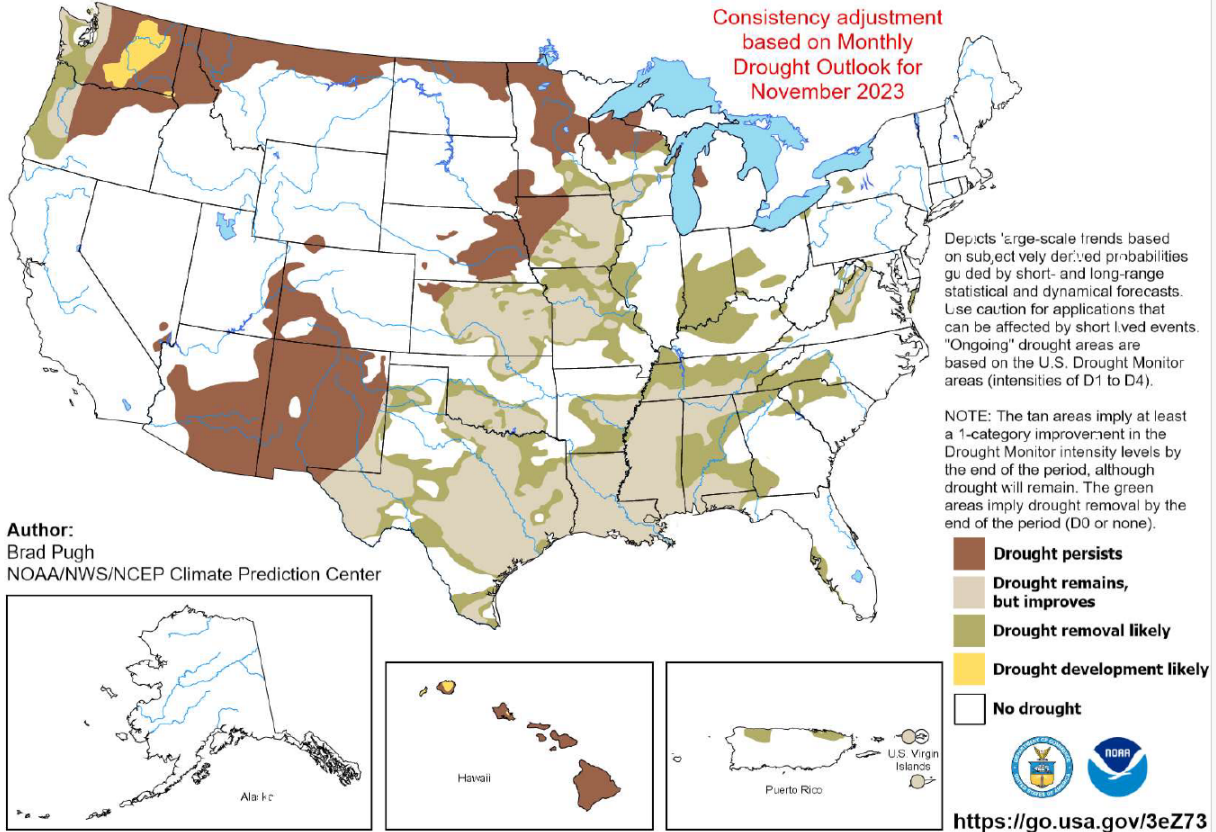 Consistency adjustment
based on Monthly
Drought Outlook for
November 2023
Depicts large-scale trends based
on subjectively derived probabilities
guided by short- and long-range
statistical and dynamical forecasts.
Use caution for applications that
can be affected by short lived events.
"Ongoing" drought areas are
based on the U.S. Drought Monitor
areas (intensities of D1 to D4).
NOTE: The tan areas imply at least
a 1-category improvement in the
Drought Monitor intensity levels by
the end of the period, although
drought will remain. The green
areas imply drought removal by the
end of the period (D0 or none).
Author:
Brad Pugh
NOAA/NWS/NCEP Climate Prediction Center
Drought persists
Drought remains,
but improves
Drought removal likely
Drought development likely
No drought
Alaska
Hawaii
Puerto Rico
U.S. Virgin
Islands
NOAA
https://go.usa.gov/3eZ73